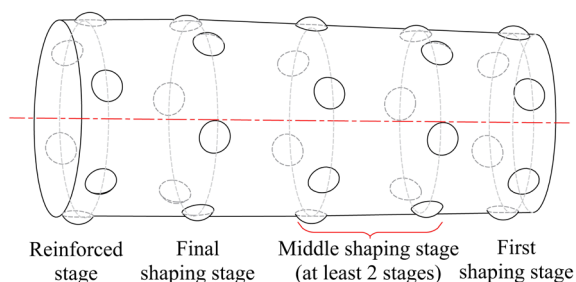 Reinforced
stage
Final
shaping stage
Middle shaping stage
(at least 2 stages)
First
shaping stage